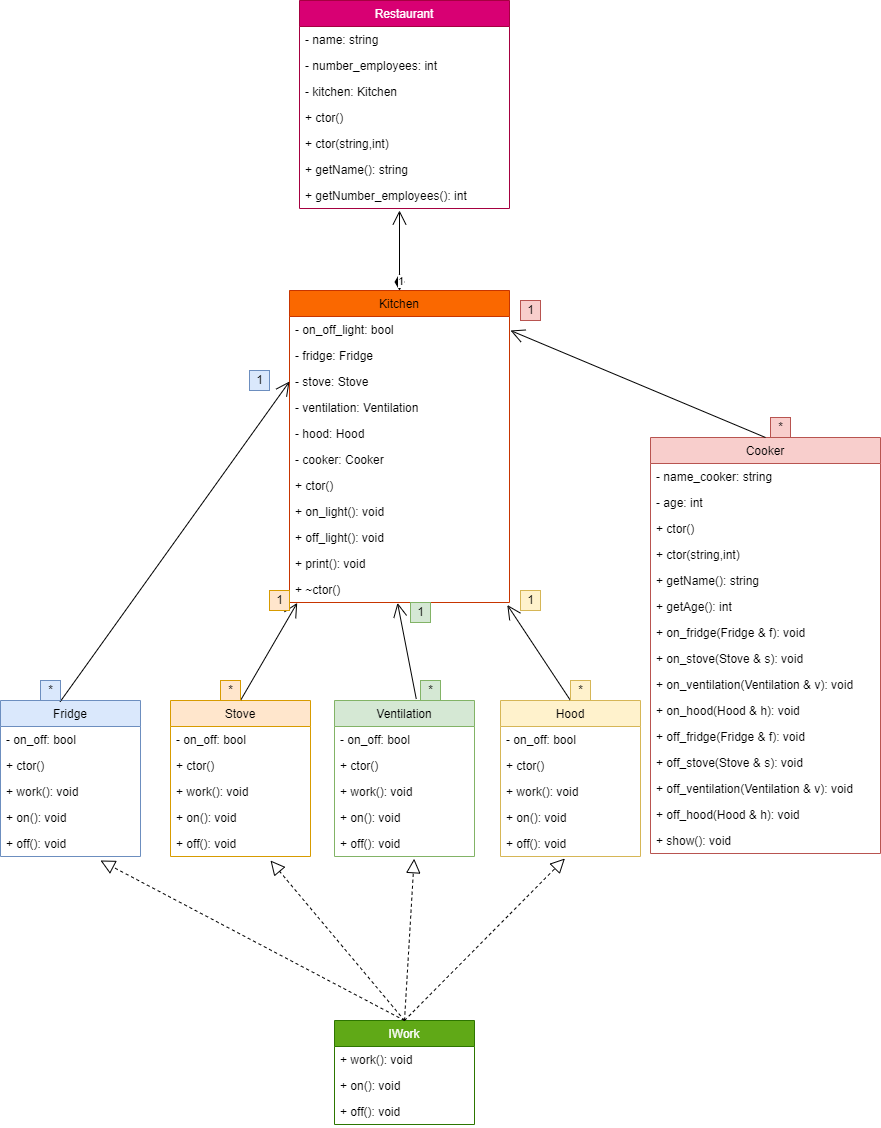 Restaurant
- name: string
- number_employees: int
- kitchen: Kitchen
+ ctor()
+ ctor(string,int)
+ getName(): string
+ getNumber_employees(): int
1
Kitchen
- on_off_light: bool
- fridge: Fridge
- stove: Stove
- ventilation: Ventilation
- hood: Hood
- cooker: Cooker
+ ctor()
+ on_light(): void
+ off_light(): void
+ print(): void
+ ~ctor()
1
1
1
1
1
*
Cooker
- name_cooker: string
- age: int
+ ctor()
+ ctor(string,int)
+ getName(): string
+ getAge(): int
+ on_fridge(Fridge & f): void
+ on_stove(Stove & s): void
+ on_ventilation(Ventilation & v): void
+ on_hood(Hood & h): void
+ off_fridge(Fridge & f): void
+ off_stove(Stove & s): void
+ off_ventilation(Ventilation & v): void
+ off_hood(Hood & h): void
+ show(): void
*
Fridge
- on_off: bool
+ ctor()
+ work(): void
+ on(): void
+ off(): void
*
Stove
- on_off: bool
+ ctor()
+ work(): void
+ on(): void
+ off(): void
*
Ventilation
- on_off: bool
+ ctor()
+ work(): void
+ on(): void
+ off(): void
*
Hood
- on_off: bool
+ ctor()
+ work(): void
+ on(): void
+ off(): void
IWork
+ work(): void
+ on(): void
+ off(): void